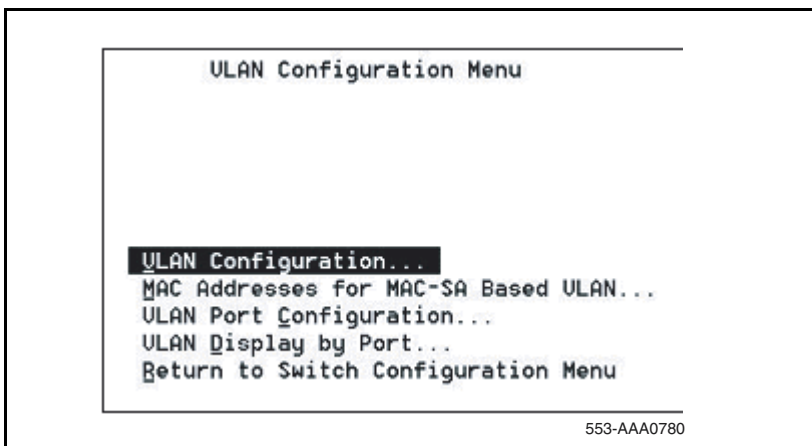 VLAN Configuration Menu
VLAN Configuration...
MAC Addresses for MAC-SA Based VLAN...
VLAN Port Configuration...
VLAN Display by Port...
Return to Switch Configuration Menu
553-AAA0780